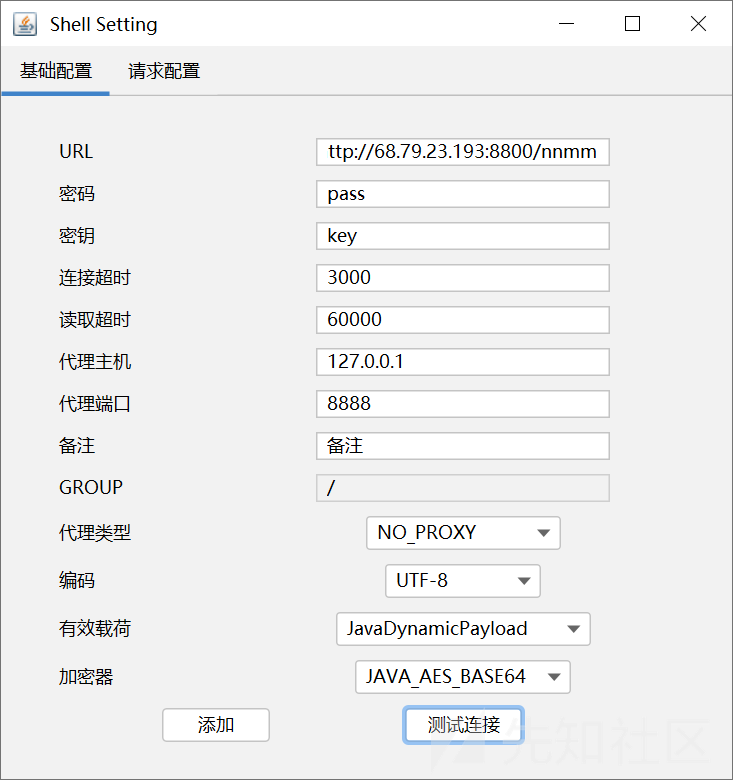 Shell Setting
基础配置 请求配置
URL ttp://68.79.23.193:8800/nnmm
密码 pass
密钥 key
连接超时 3000
读取超时 60000
代理主机 127.0.0.1
代理端口 8888
备注 备注
GROUP /
代理类型 NO_PROXY
编码 UTF-8
有效载荷 JavaDynamicPayload
加密器 JAVA_AES_BASE64
添加 测试连接
先知社区